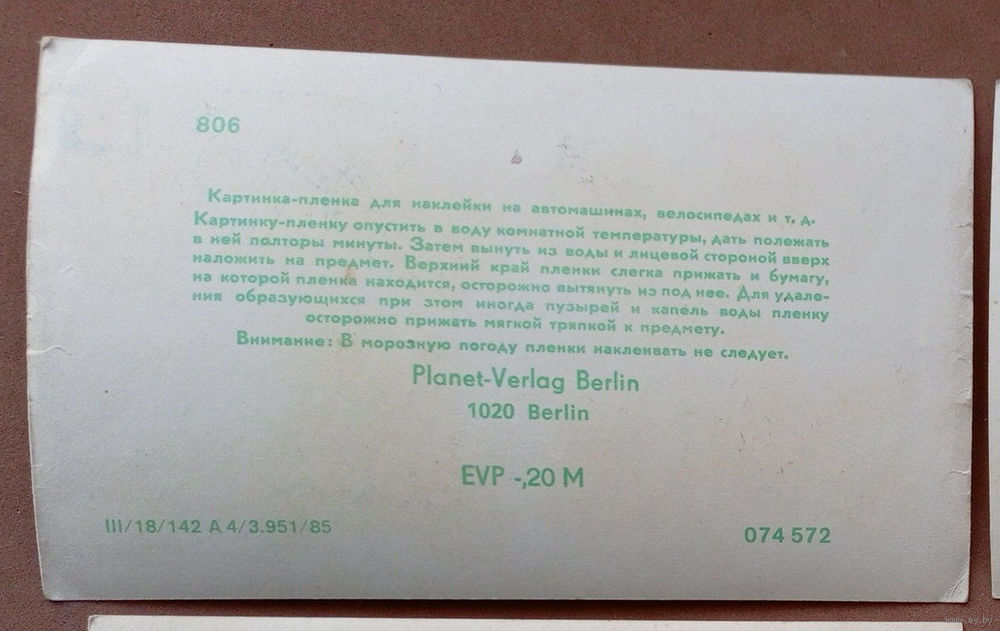 806
Картинка-пленка для наклейки на автомашинах, велосипедах и т. д.
Картинку-пленку опустить в воду комнатной температуры, дать полежать
в ней полторы минуты. Затем вынуть из воды и лицевой стороной вверх
наложить на предмет. Верхний край пленки слегка прижать и бумагу,
на которой пленка находится, осторожно вытянуть из под нее. Для удале-
ния образующихся при этом иногда пузырей и капель воды пленку
осторожно прижать мягкой тряпкой к предмету.
Внимание: В морозную погоду пленки наклеивать не следует.
Planet-Verlag Berlin
1020 Berlin
EVP -,20 M
III/18/142 A 4/3.951/85
074 572
www.ay.by